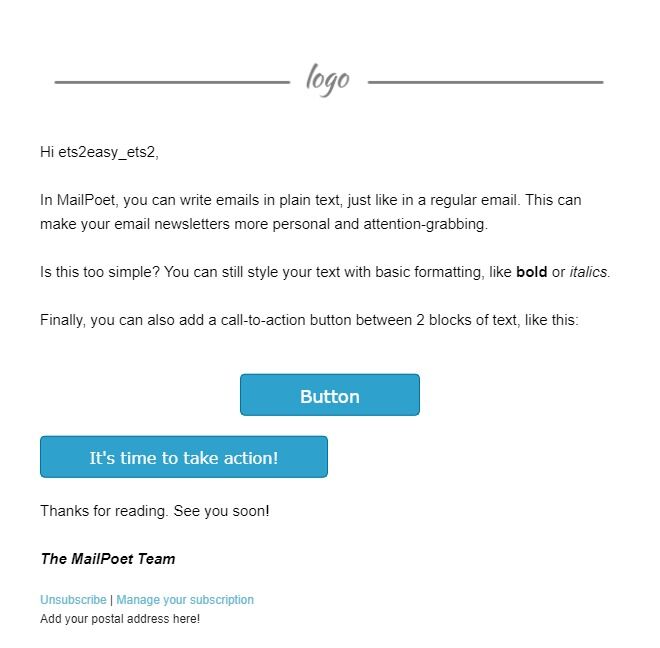 logo
Hi ets2easy_ets2,
In MailPoet, you can write emails in plain text, just like in a regular email. This can
make your email newsletters more personal and attention-grabbing.
Is this too simple? You can still style your text with basic formatting, like bold or italics.
Finally, you can also add a call-to-action button between 2 blocks of text, like this:
Button
It's time to take action!
Thanks for reading. See you soon!
The MailPoet Team
Unsubscribe | Manage your subscription
Add your postal address here!